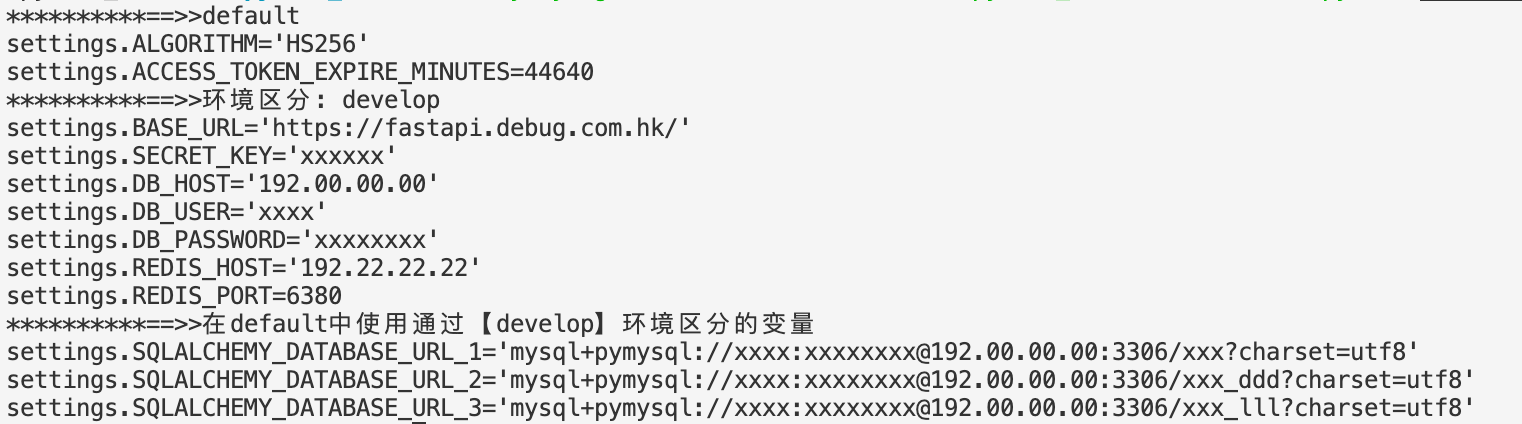 **********==>>default
settings.ALGORITHM='HS256'
settings.ACCESS_TOKEN_EXPIRE_MINUTES=44640
**********==>>环境区分: develop
settings.BASE_URL='https://fastapi.debug.com.hk/'
settings.SECRET_KEY='xxxxxx'
settings.DB_HOST='192.00.00.00'
settings.DB_USER='xxxx'
settings.DB_PASSWORD='xxxxxxxx'
settings.REDIS_HOST='192.22.22.22'
settings.REDIS_PORT=6380
**********==>>在default中使用通过【develop】环境区分的变量
settings.SQLALCHEMY_DATABASE_URL_1='mysql+pymysql://xxxx:xxxxxxxx@192.00.00.00:3306/xxx?charset=utf8'
settings.SQLALCHEMY_DATABASE_URL_2='mysql+pymysql://xxxx:xxxxxxxx@192.00.00.00:3306/xxx_ddd?charset=utf8'
settings.SQLALCHEMY_DATABASE_URL_3='mysql+pymysql://xxxx:xxxxxxxx@192.00.00.00:3306/xxx_lll?charset=utf8'